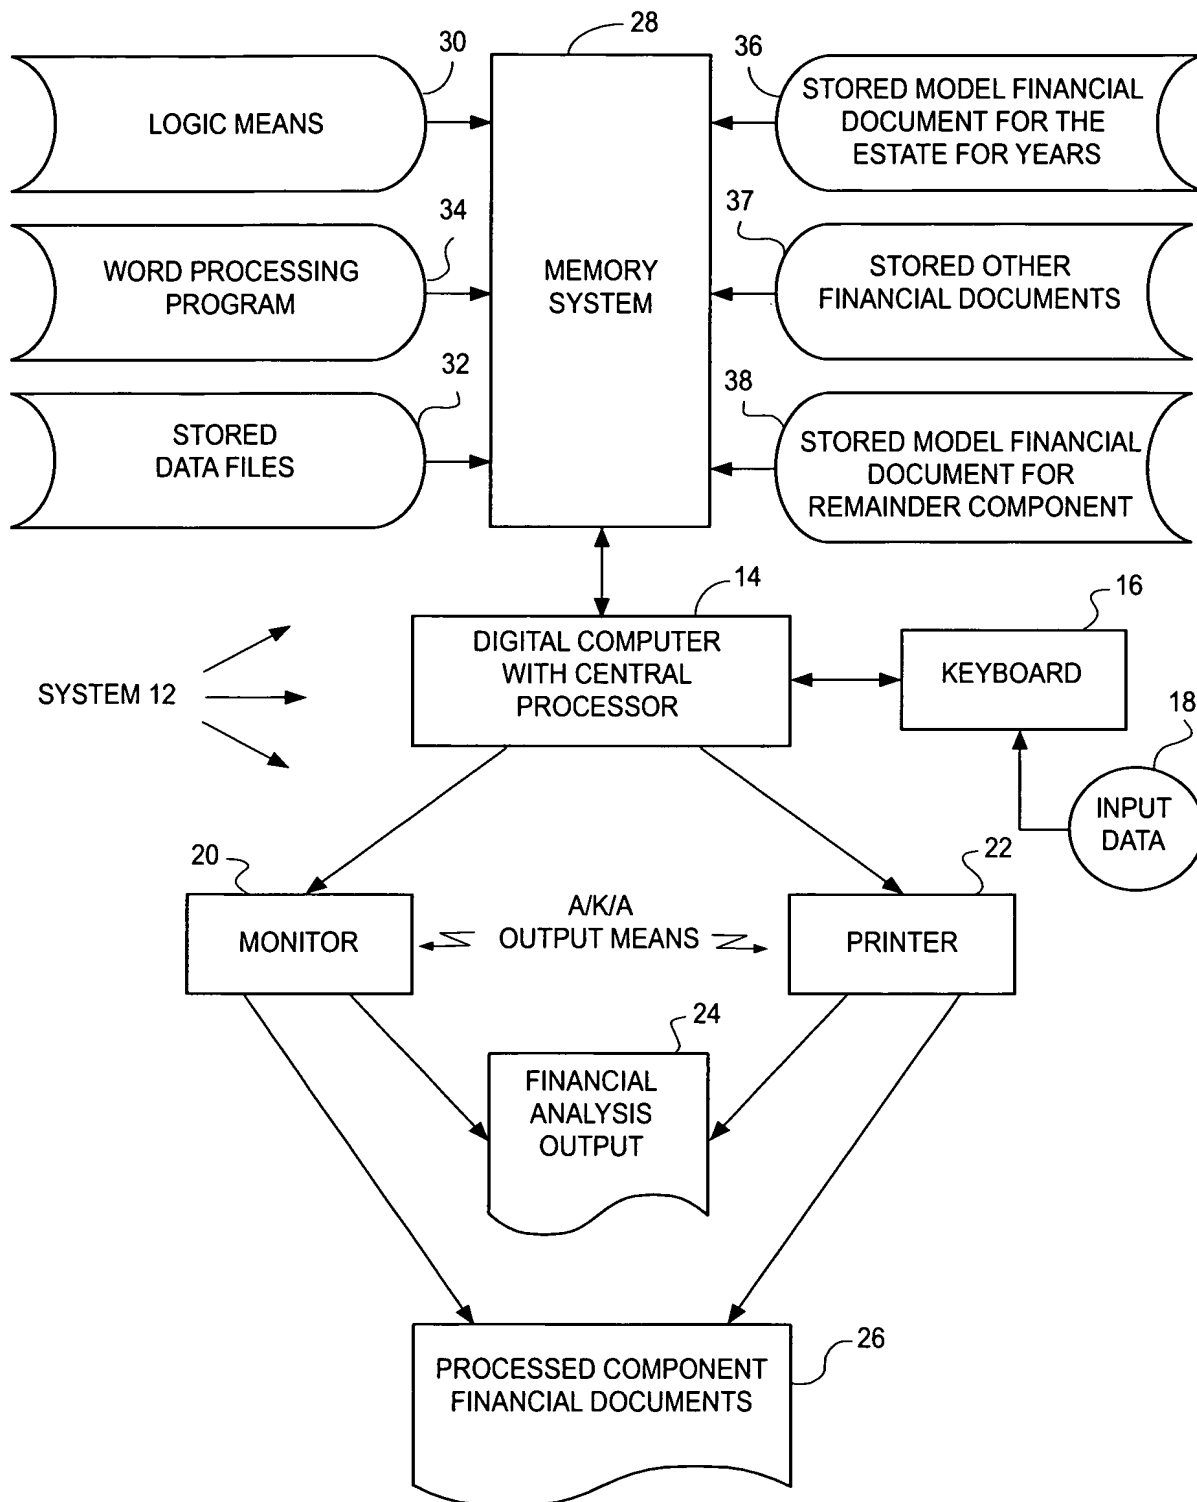 28
30
36
LOGIC MEANS
STORED MODEL FINANCIAL
DOCUMENT FOR THE
ESTATE FOR YEARS
34
37
WORD PROCESSING
PROGRAM
MEMORY
SYSTEM
STORED OTHER
FINANCIAL DOCUMENTS
32
38
STORED
DATA FILES
STORED MODEL FINANCIAL
DOCUMENT FOR
REMAINDER COMPONENT
14
16
DIGITAL COMPUTER
WITH CENTRAL
PROCESSOR
KEYBOARD
SYSTEM 12
18
INPUT
DATA
20
22
MONITOR
A/K/A
OUTPUT MEANS
PRINTER
24
FINANCIAL
ANALYSIS
OUTPUT
26
PROCESSED COMPONENT
FINANCIAL DOCUMENTS